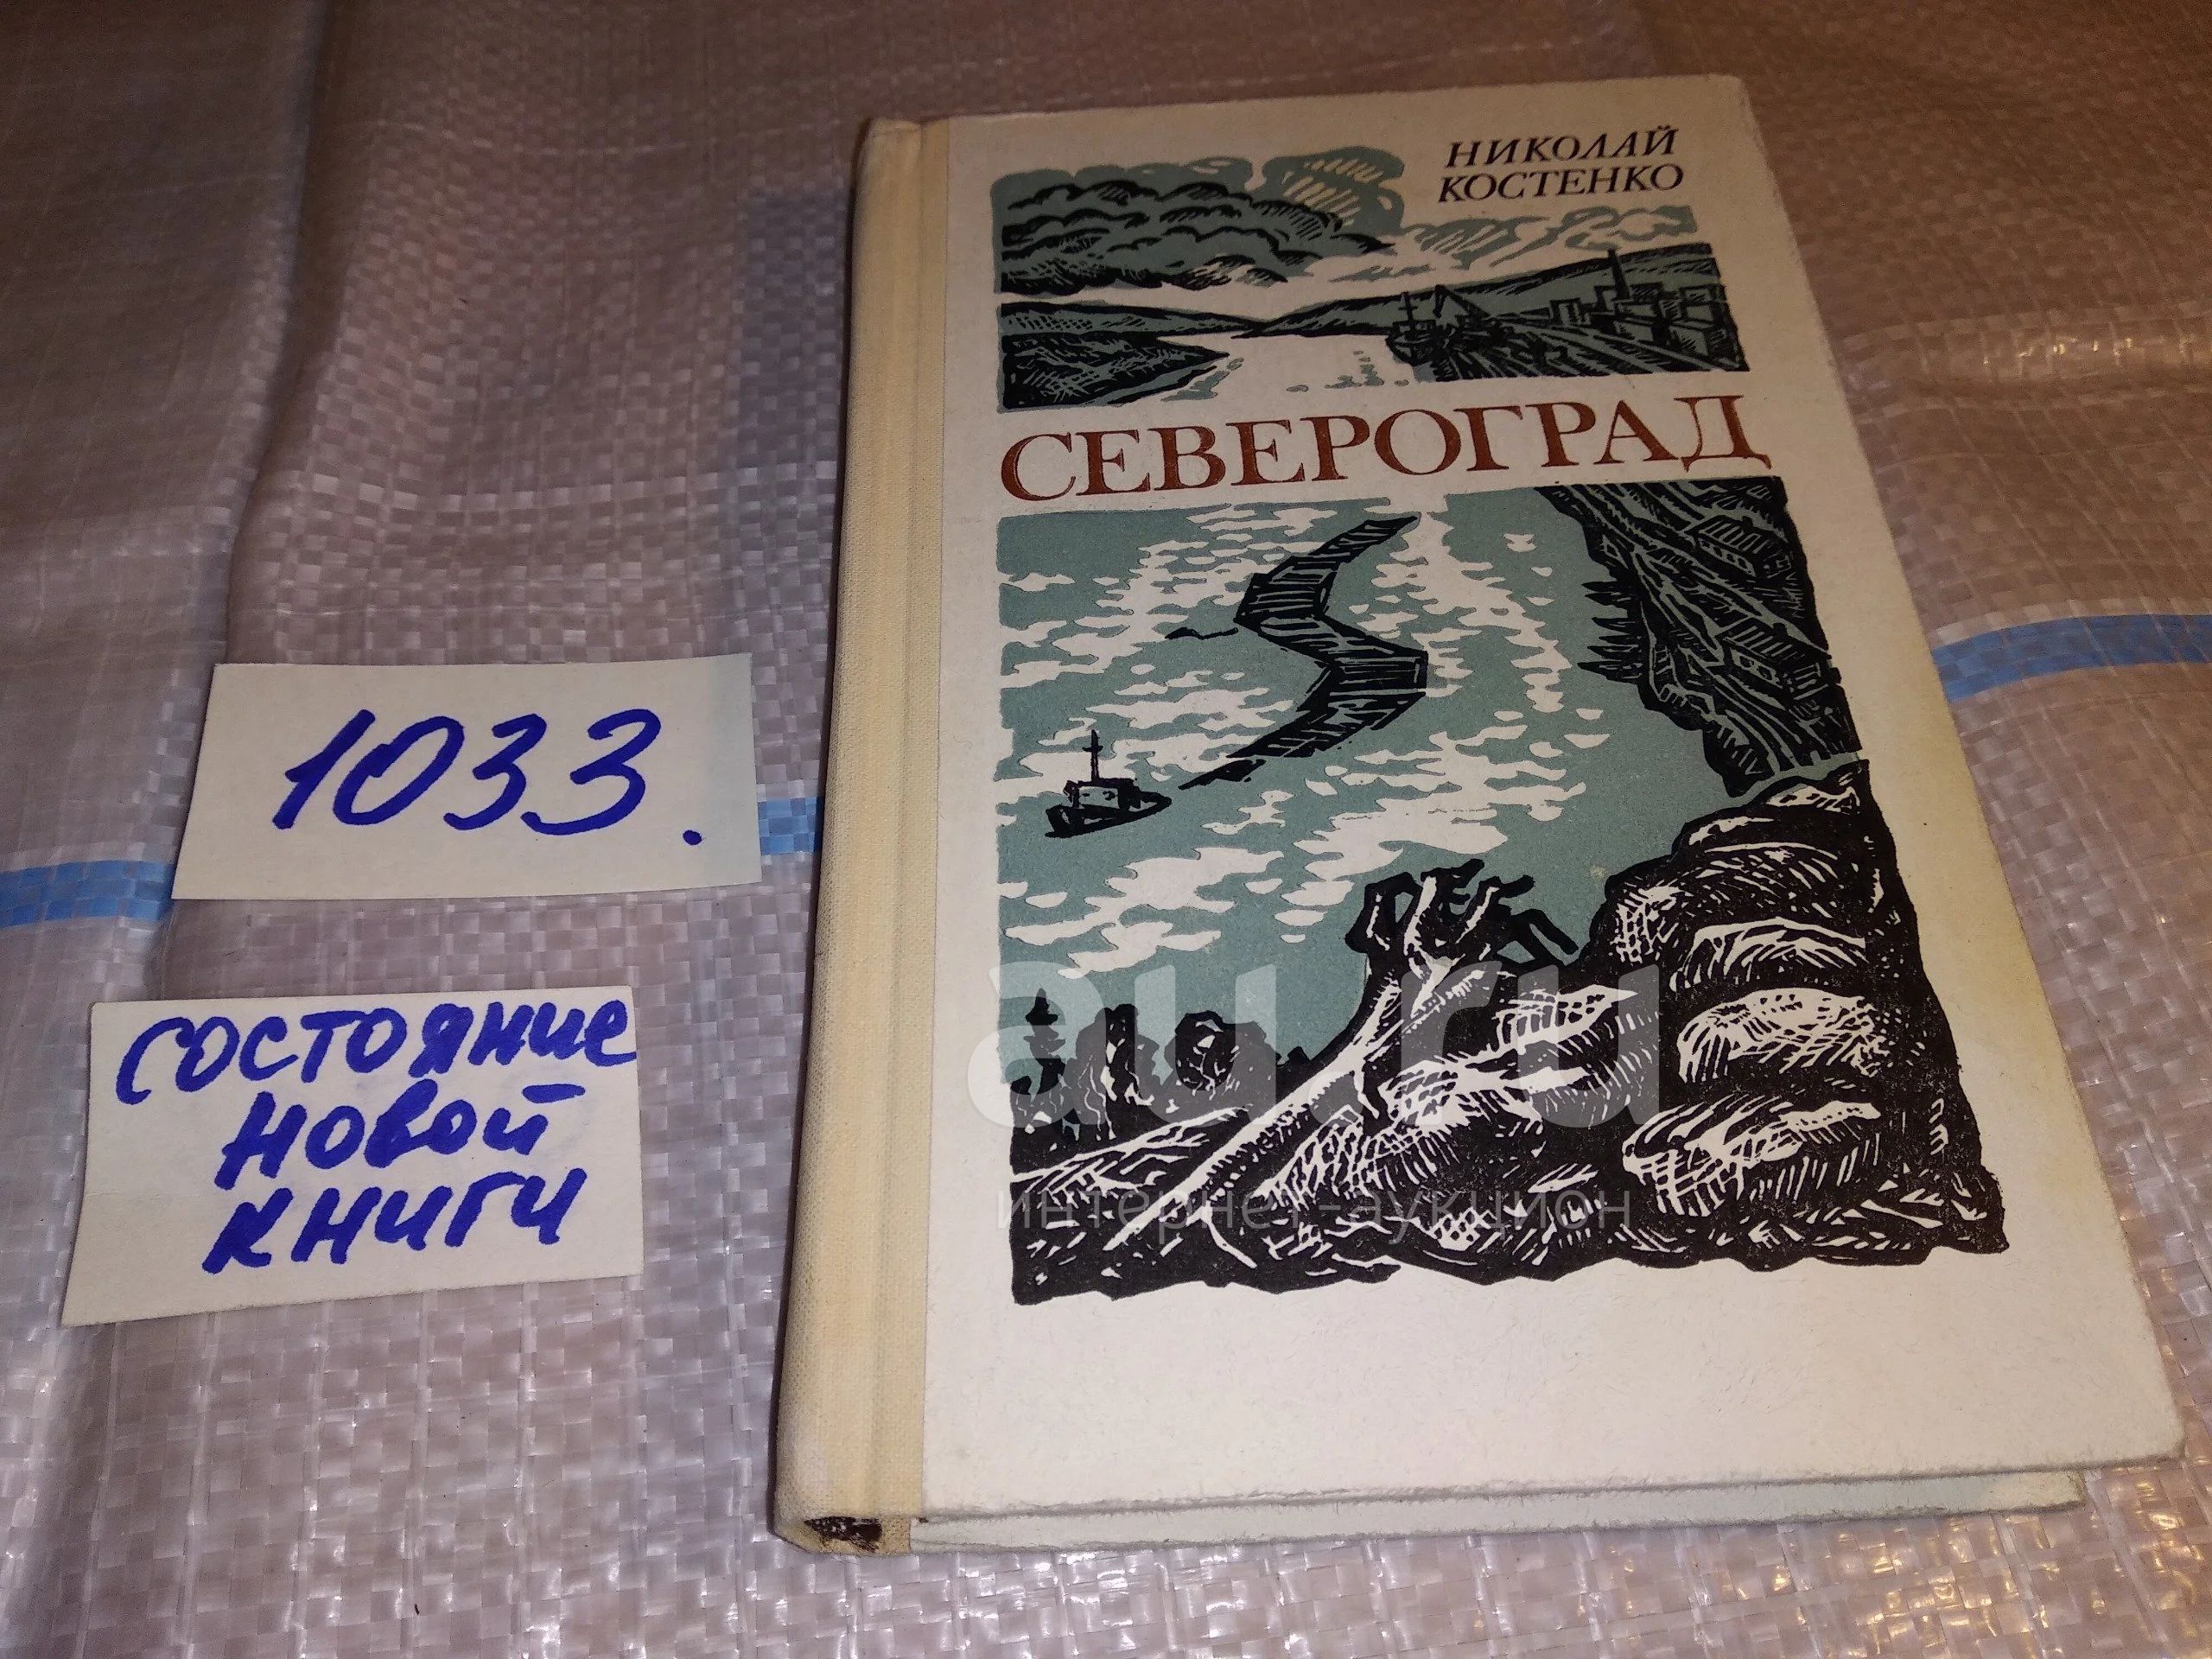 НИКОЛАЙ
КОСТЕНКО
СЕВЕРОГРАД
1033.
состояние
новой
книги
au.ru
интернет-аукцион